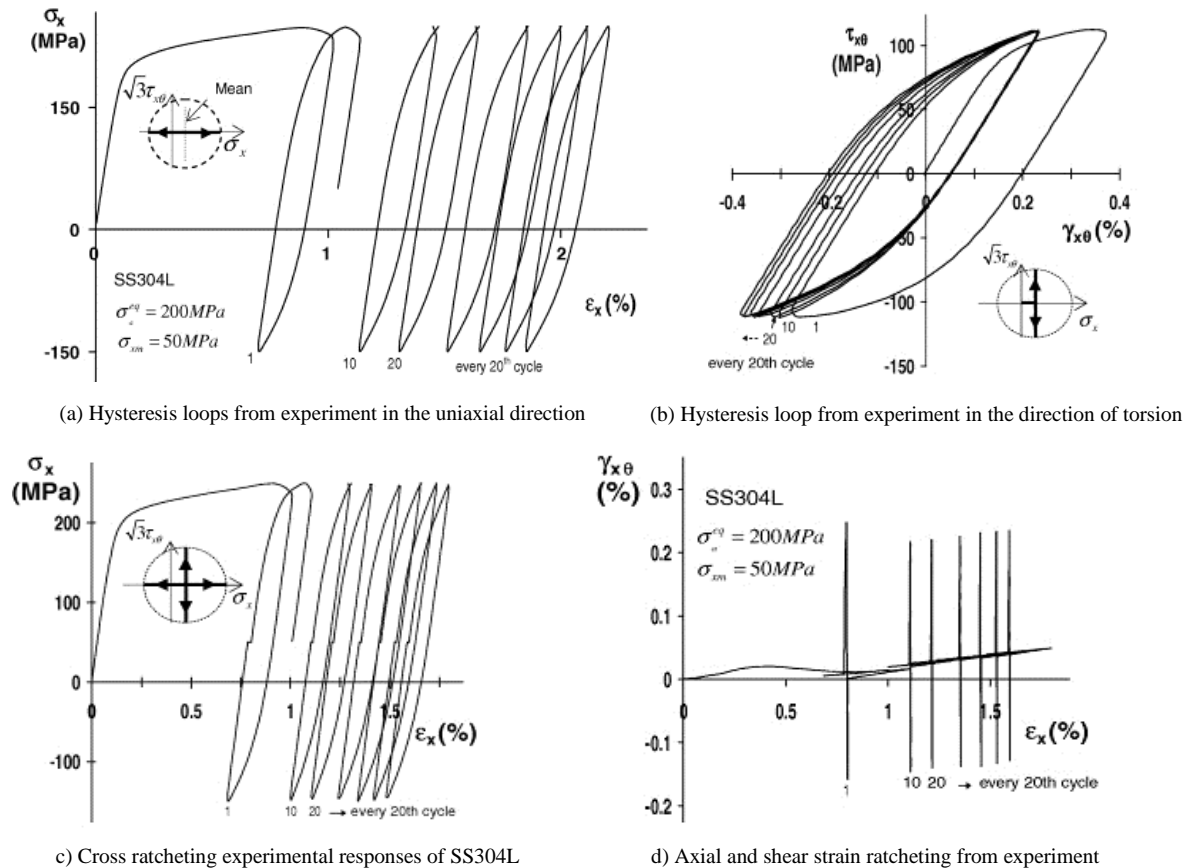 σx
(MPa)
150
0
-150
1
2
εx (%)
√3τxθ
Mean
σx
SS304L
σ^eq = 200MPa
σxm = 50MPa
1
10
20
every 20th cycle
(a) Hysteresis loops from experiment in the uniaxial direction
τxθ
(MPa)
100
50
0
-50
-100
-150
-0.4
-0.2
0
0.2
0.4
γxθ (%)
√3τxθ
σx
20
10
1
every 20th cycle
(b) Hysteresis loop from experiment in the direction of torsion
σx
(MPa)
200
100
0
-100
0
0.5
1
1.5
εx (%)
√3τxθ
σx
1
10
20
→ every 20th cycle
c) Cross ratcheting experimental responses of SS304L
γxθ
(%)
0.3
0.2
0.1
0
-0.1
-0.2
0
0.5
1
1.5
εx (%)
SS304L
σ^eq = 200MPa
σxm = 50MPa
1
10
20
→ every 20th cycle
d) Axial and shear strain ratcheting from experiment